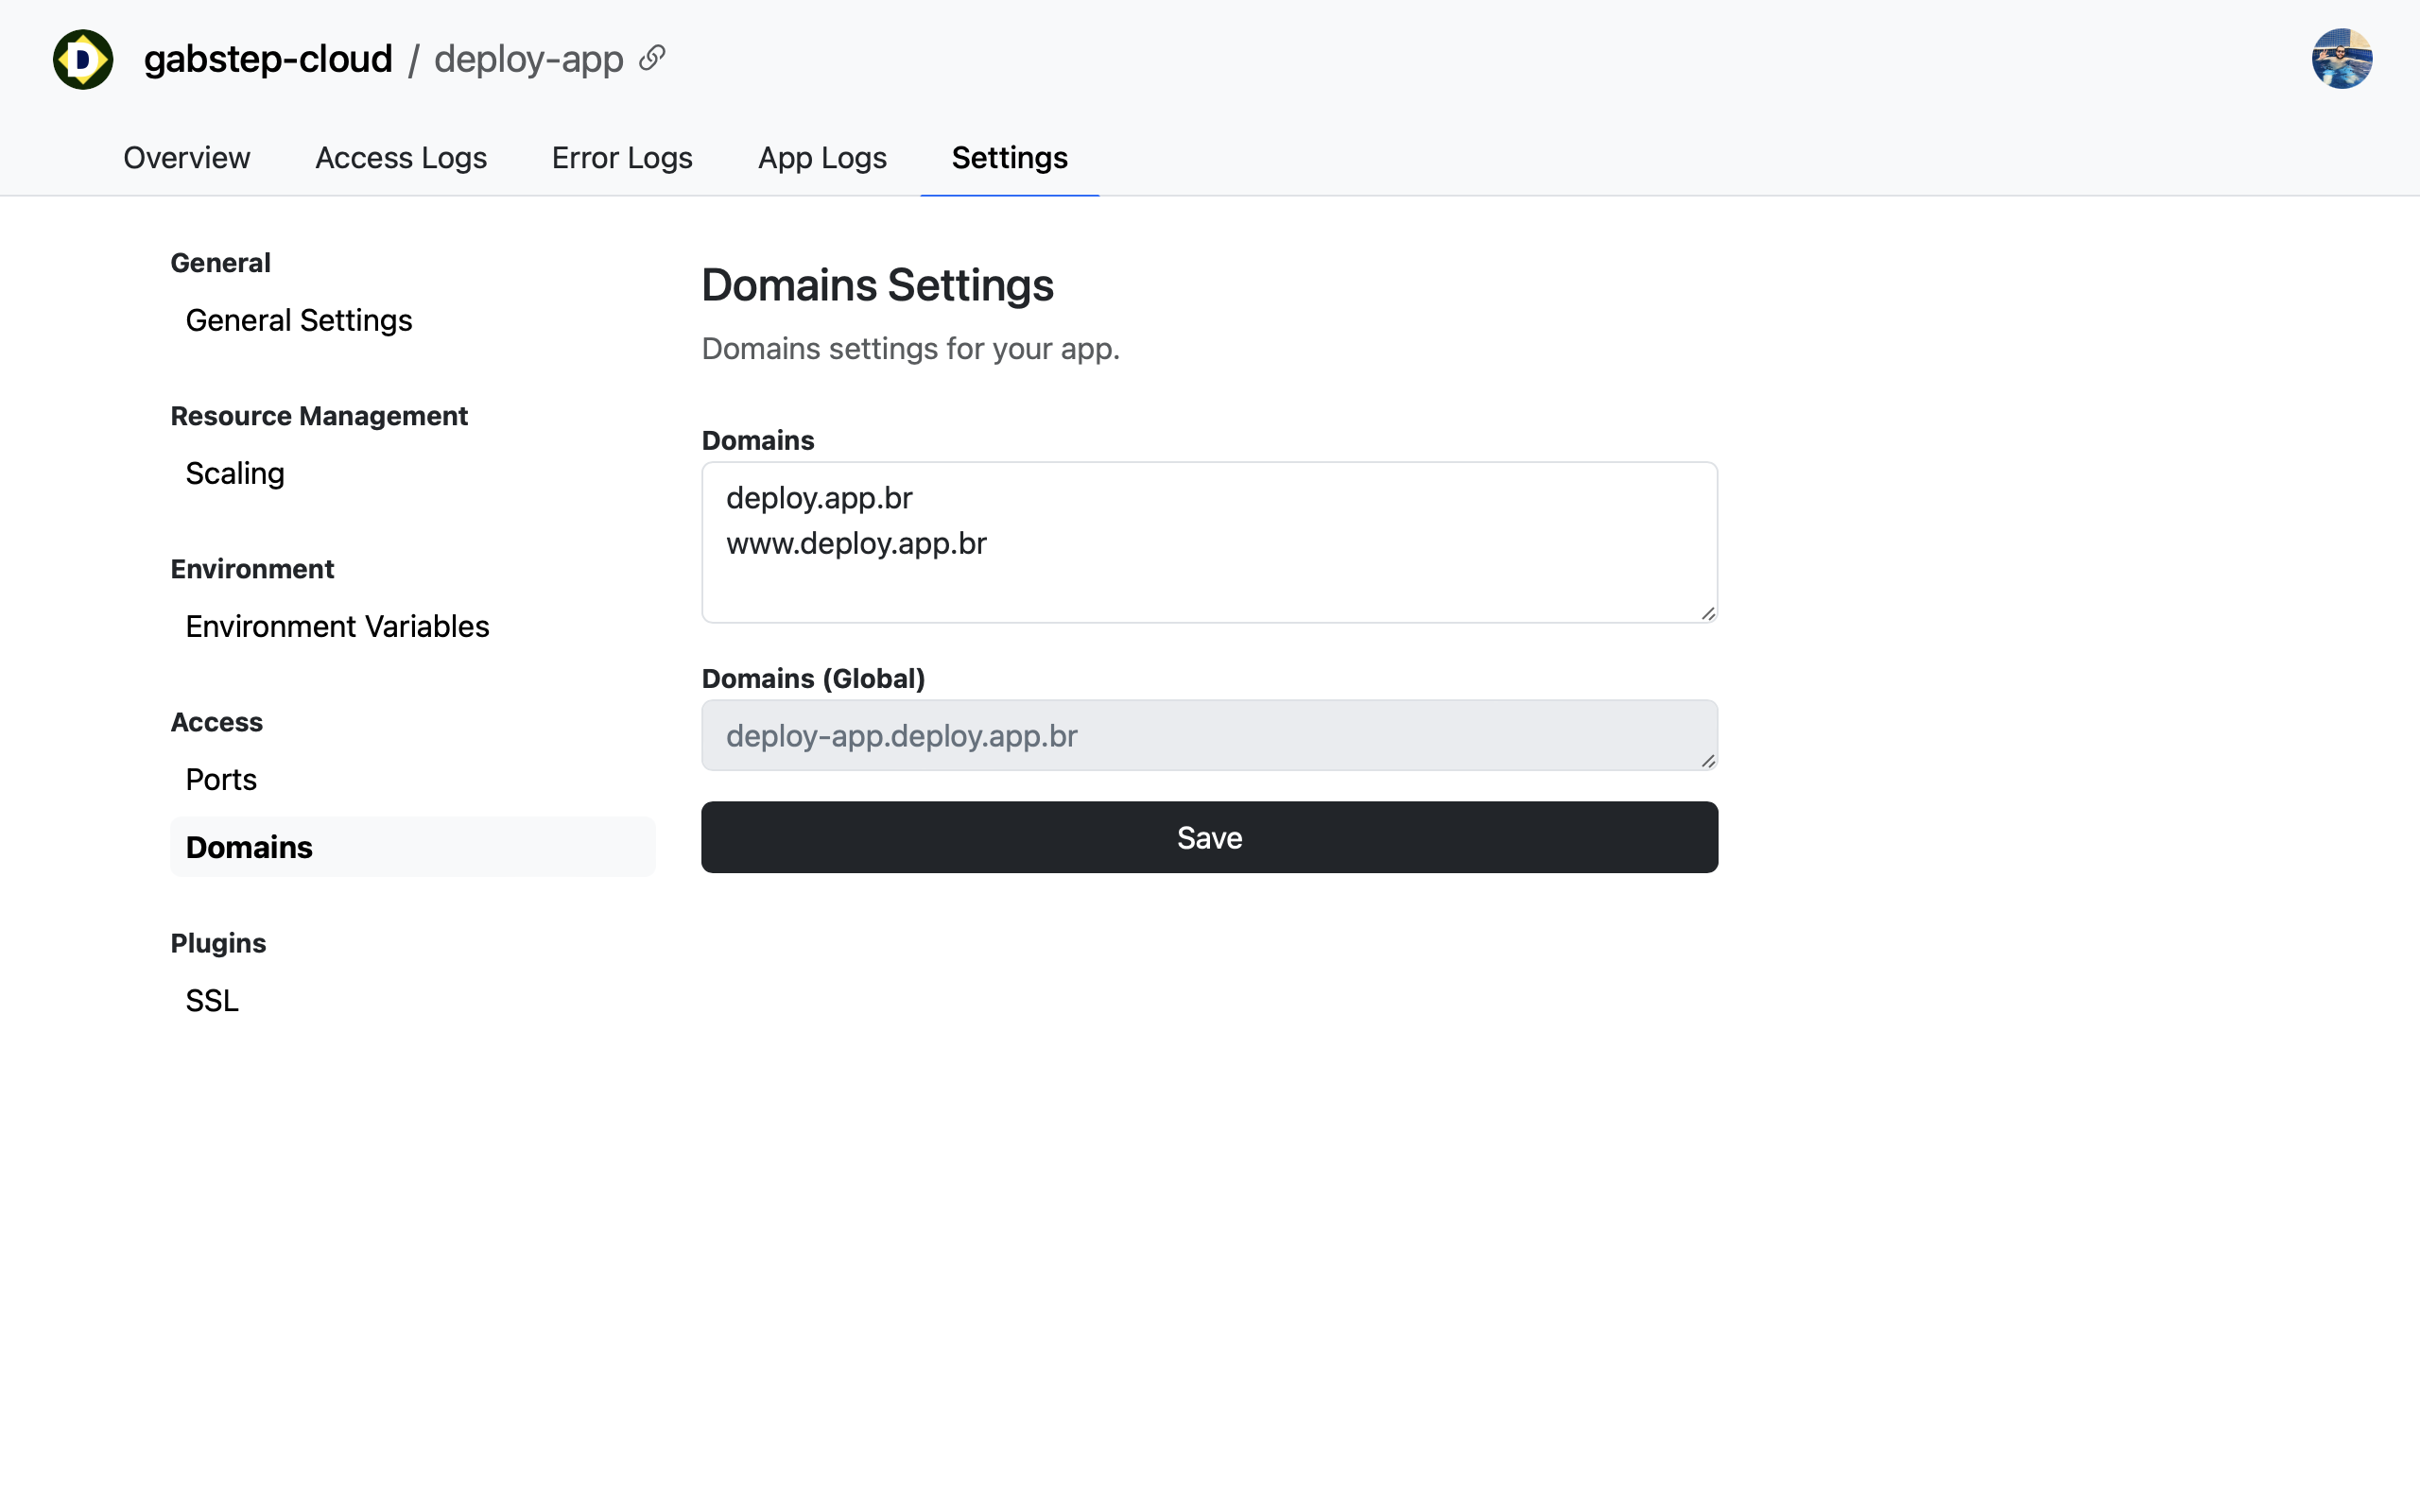 D gabstep-cloud / deploy-app
Overview Access Logs Error Logs App Logs Settings
General
General Settings
Resource Management
Scaling
Environment
Environment Variables
Access
Ports
Domains
Plugins
SSL
Domains Settings
Domains settings for your app.
Domains
deploy.app.br
www.deploy.app.br
Domains (Global)
deploy-app.deploy.app.br
Save